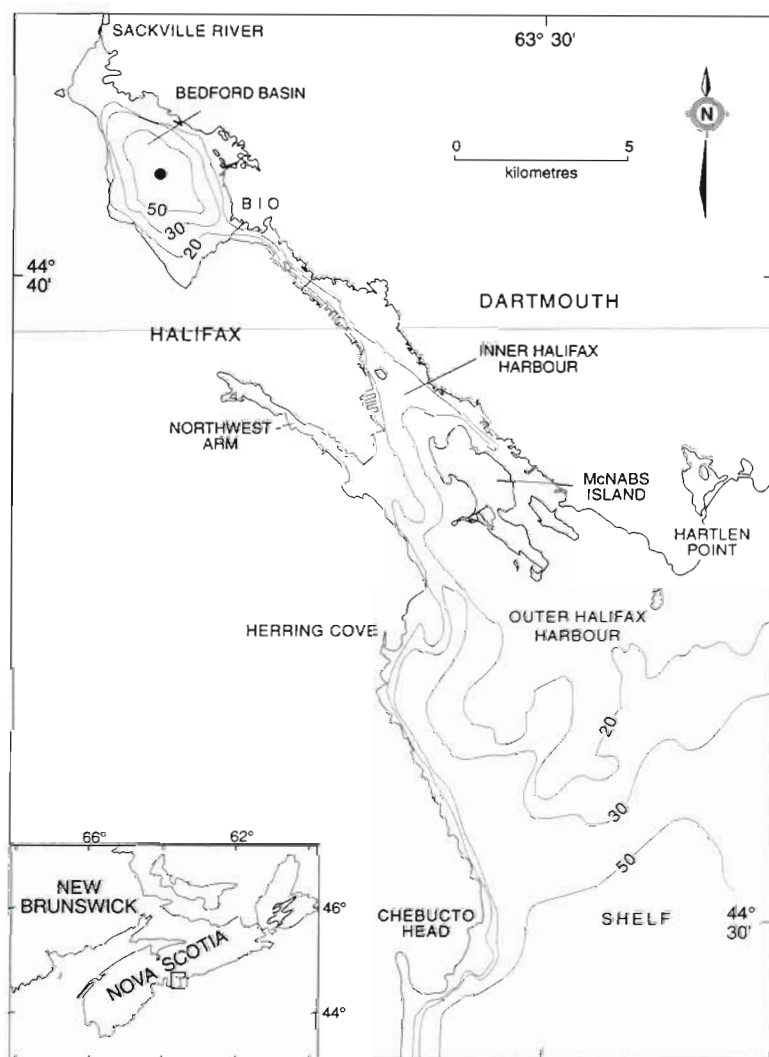 SACKVILLE RIVER
63° 30'
BEDFORD BASIN
N
0 5
kilometres
50
BIO
30
20
44°
40'
DARTMOUTH
HALIFAX
INNER HALIFAX
HARBOUR
NORTHWEST
ARM
McNABS
ISLAND
HARTLEN
POINT
HERRING COVE
OUTER HALIFAX
HARBOUR
20
30
50
CHEBUCTO
HEAD
SHELF
44°
30'
66° 62°
NEW
BRUNSWICK
46°
NOVA SCOTIA
44°